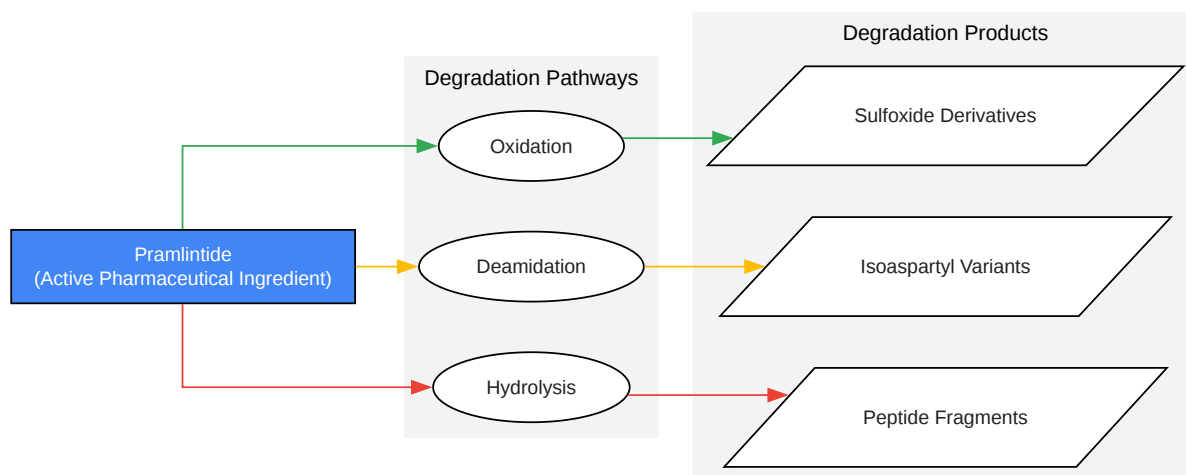 Degradation Products
Degradation Pathways
Sulfoxide Derivatives
Oxidation
Pramlintide
(Active Pharmaceutical Ingredient)
Deamidation
Isoaspartyl Variants
Hydrolysis
Peptide Fragments